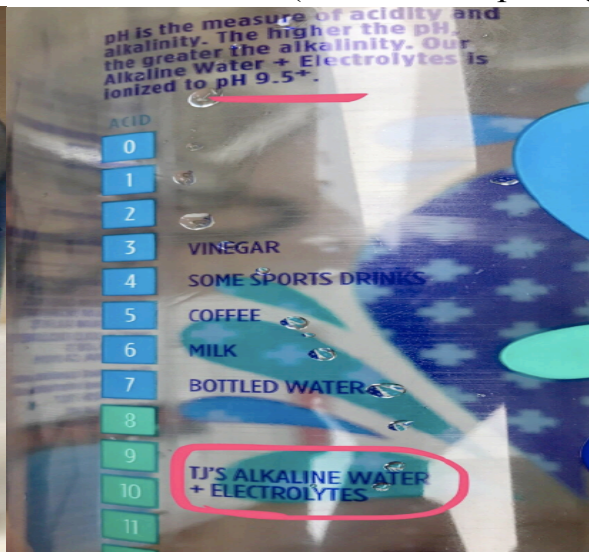 pH is the measure of acidity and
alkalinity. The higher the pH,
the greater the alkalinity. Our
Alkaline Water + Electrolytes is
ionized to pH 9.5+.
ACID
0
1
2
3 VINEGAR
4 SOME SPORTS DRINKS
5 COFFEE
6 MILK
7 BOTTLED WATER
8
9
TJ'S ALKALINE WATER
10 + ELECTROLYTES
11